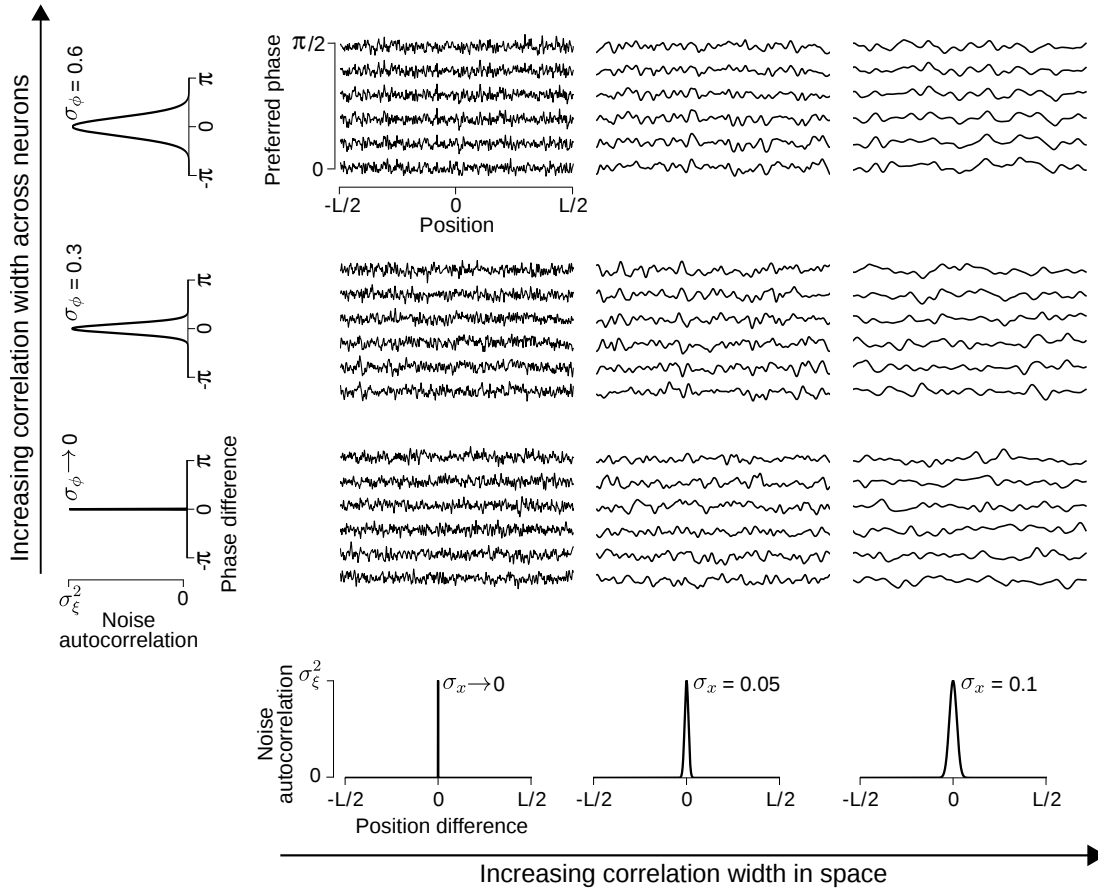 Increasing correlation width across neurons
σ_ϕ = 0.6
π
0
-π
σ_ϕ = 0.3
π
0
-π
σ_ϕ → 0
π
0
-π
Phase difference
σ_ξ^2
0
Noise
autocorrelation
Preferred phase
π/2
0
-L/2
0
L/2
Position
Noise
autocorrelation
σ_ξ^2
0
σ_x→0
-L/2
0
L/2
Position difference
σ_x = 0.05
-L/2
0
L/2
σ_x = 0.1
-L/2
0
L/2
Increasing correlation width in space